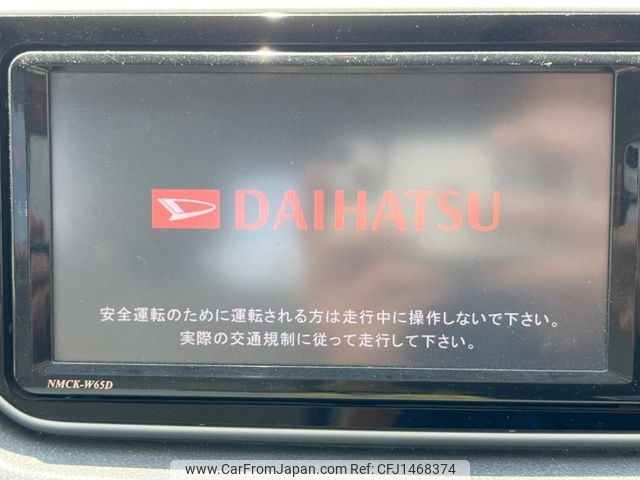 DAIHATSU
安全運転のために運転される方は走行中に操作しないで下さい。
実際の交通規制に従って走行して下さい。
NMCK-W65D
www.CarFromJapan.com - CFJ1468374